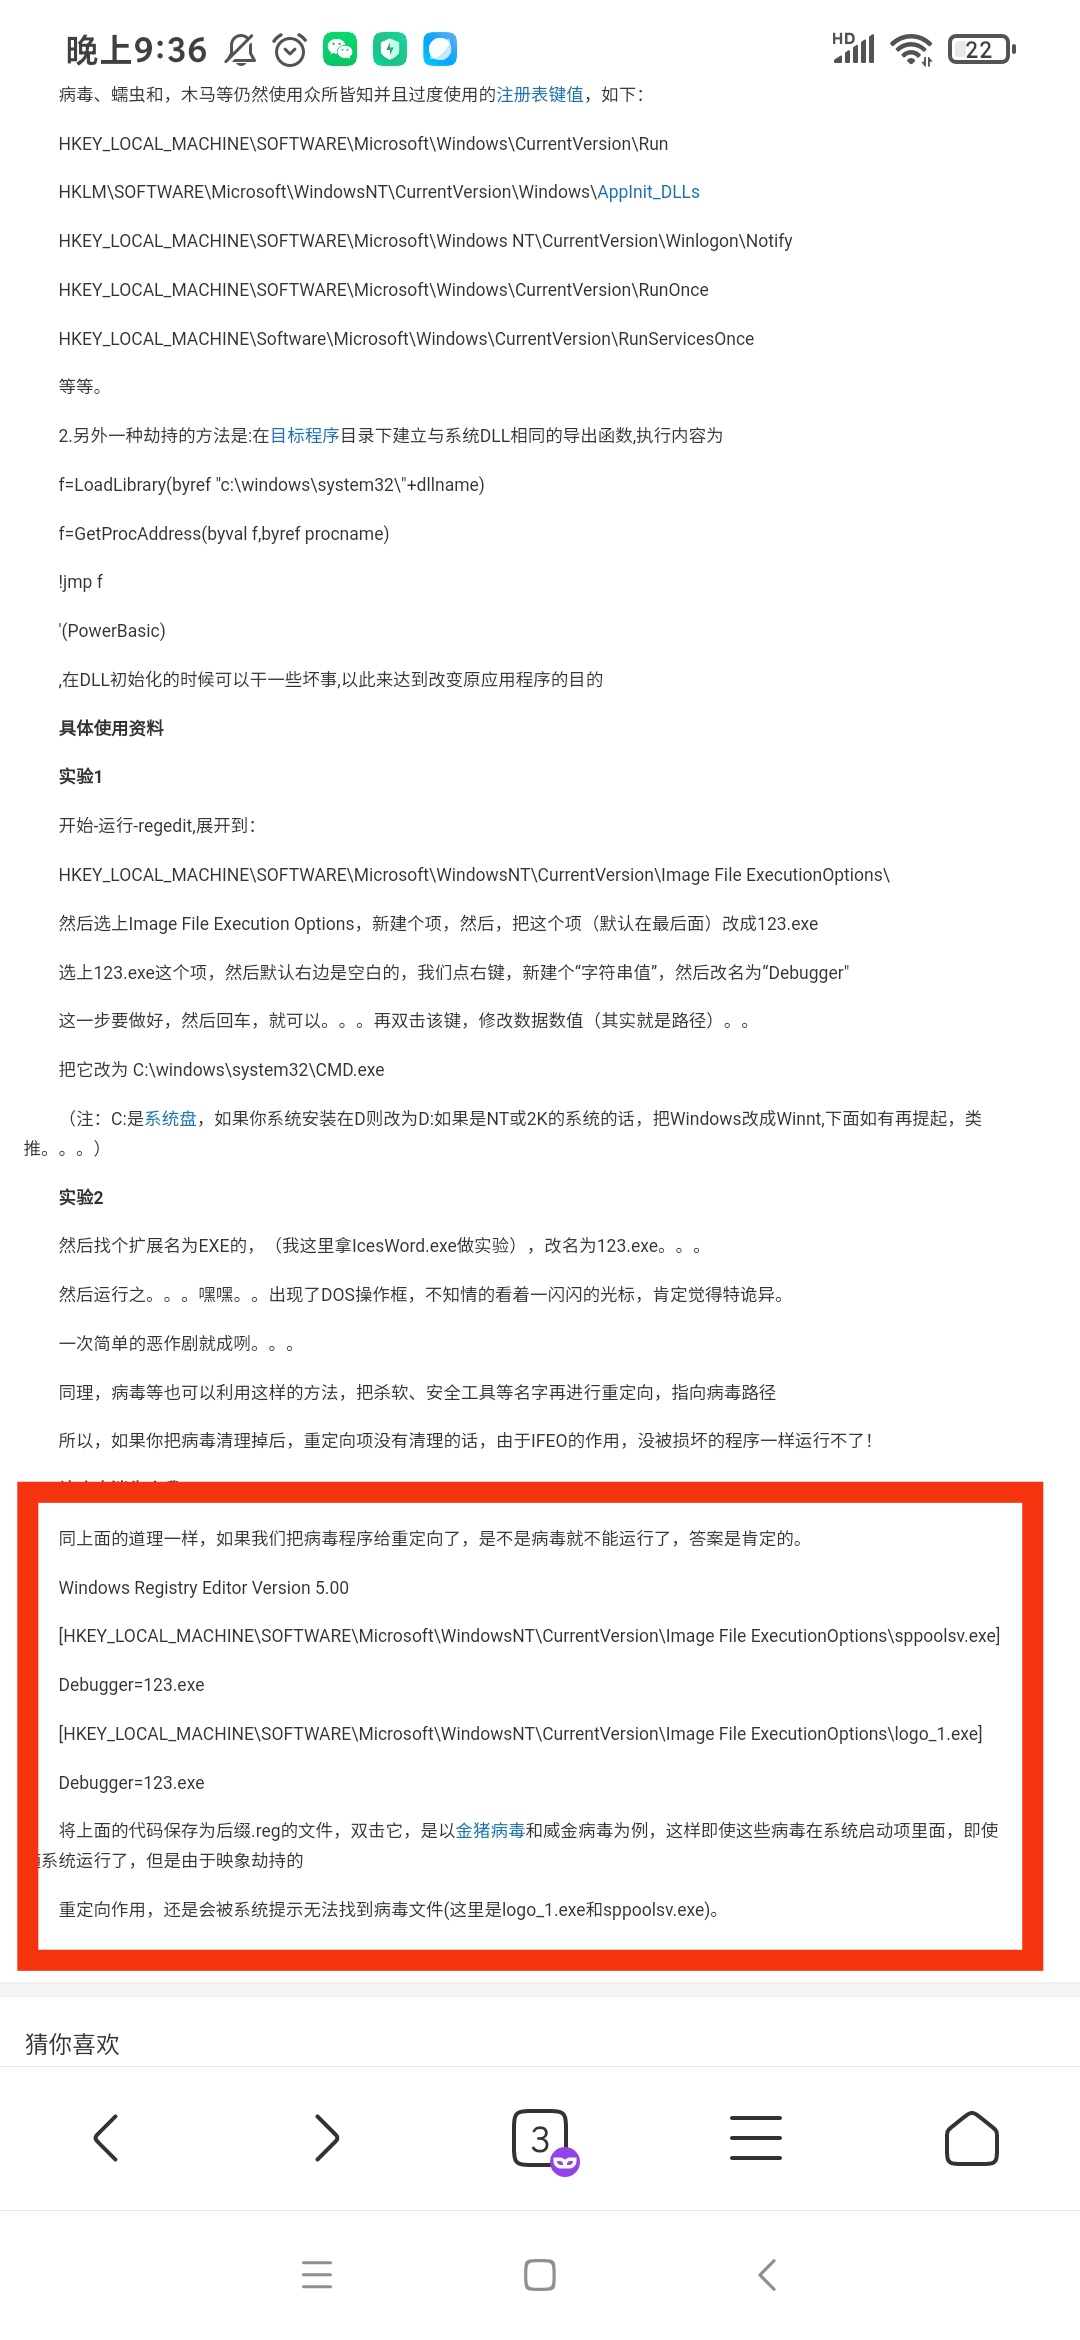 晚上9:36
HD
22
病毒、蠕虫和，木马等仍然使用众所皆知并且过度使用的注册表键值，如下：
HKEY_LOCAL_MACHINE\SOFTWARE\Microsoft\Windows\CurrentVersion\Run
HKLM\SOFTWARE\Microsoft\WindowsNT\CurrentVersion\Windows\AppInit_DLLs
HKEY_LOCAL_MACHINE\SOFTWARE\Microsoft\Windows NT\CurrentVersion\Winlogon\Notify
HKEY_LOCAL_MACHINE\SOFTWARE\Microsoft\Windows\CurrentVersion\RunOnce
HKEY_LOCAL_MACHINE\Software\Microsoft\Windows\CurrentVersion\RunServicesOnce
等等。
2.另外一种劫持的方法是:在目标程序目录下建立与系统DLL相同的导出函数,执行内容为
f=LoadLibrary(byref "c:\windows\system32\"+dllname)
f=GetProcAddress(byval f,byref procname)
!jmp f
'(PowerBasic)
,在DLL初始化的时候可以干一些坏事,以此来达到改变原应用程序的目的
具体使用资料
实验1
开始-运行-regedit,展开到：
HKEY_LOCAL_MACHINE\SOFTWARE\Microsoft\WindowsNT\CurrentVersion\Image File ExecutionOptions\
然后选上Image File Execution Options，新建个项，然后，把这个项（默认在最后面）改成123.exe
选上123.exe这个项，然后默认右边是空白的，我们点右键，新建个“字符串值”，然后改名为“Debugger"
这一步要做好，然后回车，就可以。。。再双击该键，修改数据数值（其实就是路径）。。
把它改为 C:\windows\system32\CMD.exe
（注：C:是系统盘，如果你系统安装在D则改为D:如果是NT或2K的系统的话，把Windows改成Winnt,下面如有再提起，类
推。。。）
实验2
然后找个扩展名为EXE的，（我这里拿IcesWord.exe做实验），改名为123.exe。。。
然后运行之。。。嘿嘿。。出现了DOS操作框，不知情的看着一闪闪的光标，肯定觉得特诡异。
一次简单的恶作剧就成咧。。。
同理，病毒等也可以利用这样的方法，把杀软、安全工具等名字再进行重定向，指向病毒路径
所以，如果你把病毒清理掉后，重定向项没有清理的话，由于IFEO的作用，没被损坏的程序一样运行不了！
同上面的道理一样，如果我们把病毒程序给重定向了，是不是病毒就不能运行了，答案是肯定的。
Windows Registry Editor Version 5.00
[HKEY_LOCAL_MACHINE\SOFTWARE\Microsoft\WindowsNT\CurrentVersion\Image File ExecutionOptions\sppoolsv.exe]
Debugger=123.exe
[HKEY_LOCAL_MACHINE\SOFTWARE\Microsoft\WindowsNT\CurrentVersion\Image File ExecutionOptions\logo_1.exe]
Debugger=123.exe
将上面的代码保存为后缀.reg的文件，双击它，是以金猪病毒和威金病毒为例，这样即使这些病毒在系统启动项里面，即使
系统运行了，但是由于映象劫持的
重定向作用，还是会被系统提示无法找到病毒文件(这里是logo_1.exe和sppoolsv.exe)。
猜你喜欢
3